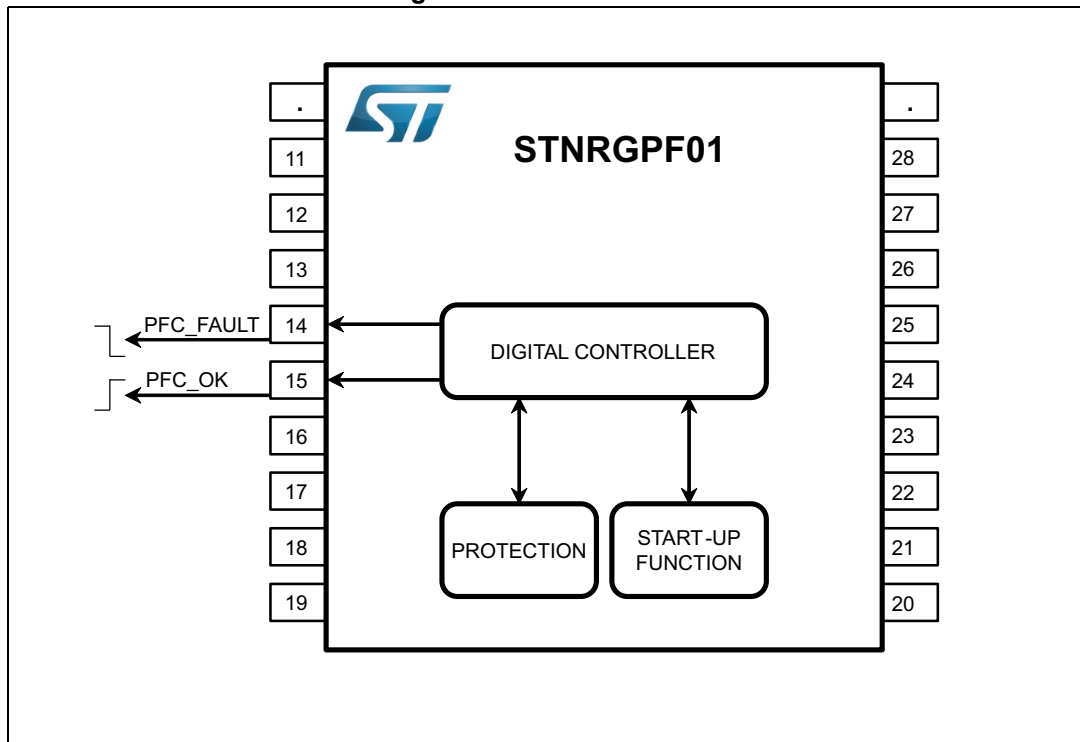 g
ST
STNRGPF01
.
11
12
13
14
15
16
17
18
19
.
28
27
26
25
24
23
22
21
20
PFC_FAULT
PFC_OK
DIGITAL CONTROLLER
PROTECTION
START-UP
FUNCTION